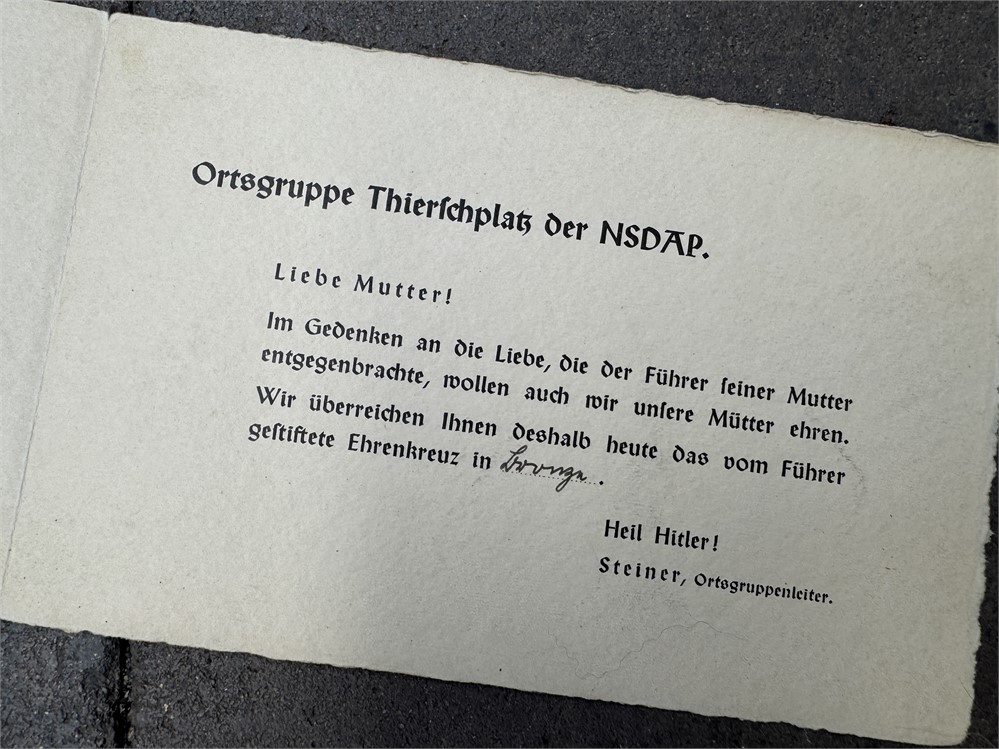 Ortsgruppe Thierſchplatz der NSDAP.
Liebe Mutter!
Im Gedenken an die Liebe, die der Führer ſeiner Mutter
entgegenbrachte, wollen auch wir unſere Mütter ehren.
Wir überreichen Ihnen deshalb heute das vom Führer
geſtiftete Ehrenkreuz in Bronze.
Heil Hitler!
Steiner, Ortsgruppenleiter.